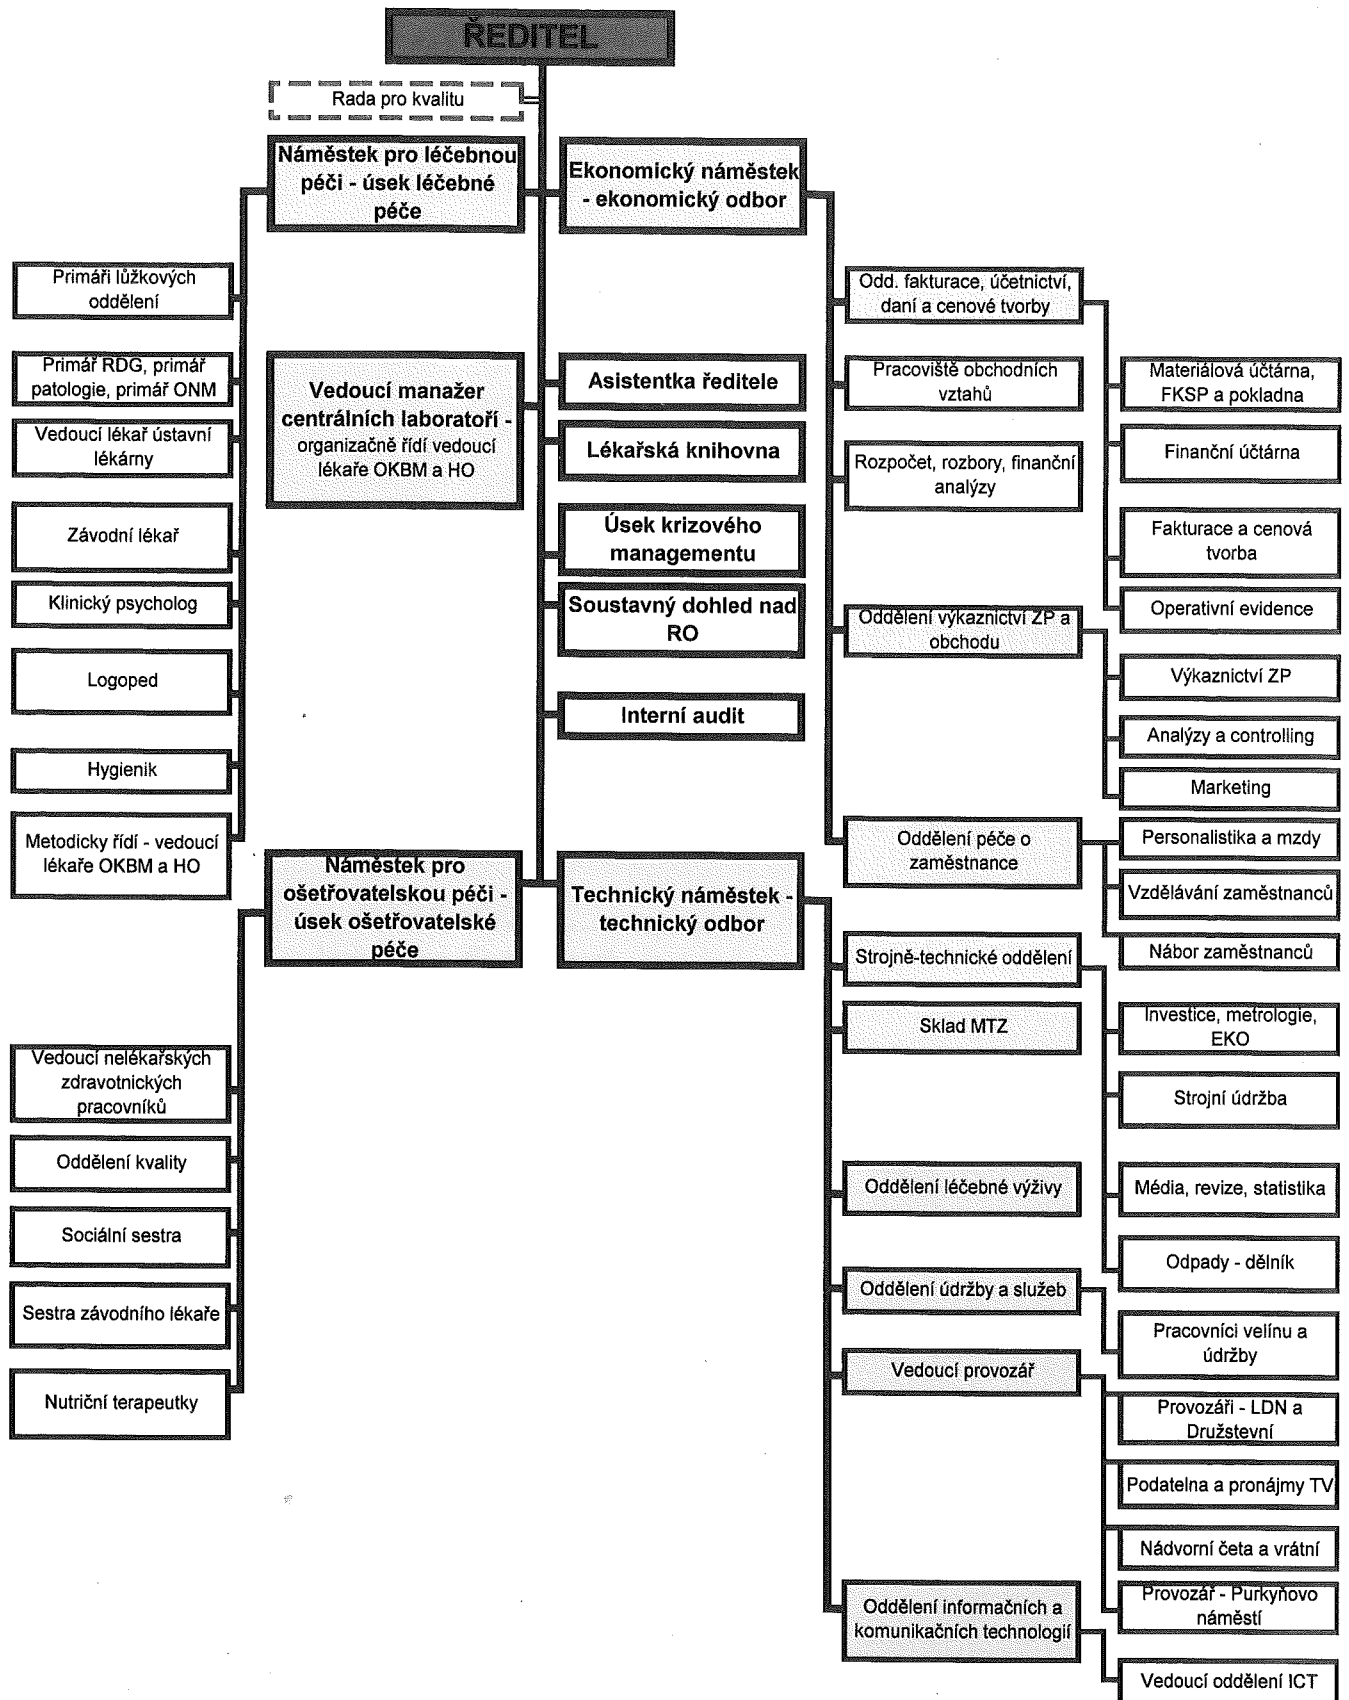 ŘEDITEL
Rada pro kvalitu
Náměstek pro léčebnou
péči - úsek léčebné
péče
Ekonomický náměstek
- ekonomický odbor
Primáři lůžkových
oddělení
Primář RDG, primář
patologie, primář ONM
Vedoucí lékař ústavní
lékárny
Závodní lékař
Klinický psycholog
Logoped
Hygienik
Metodicky řídí - vedoucí
lékaře OKBM a HO
Vedoucí manažer
centrálních laboratoří -
organizačně řídí vedoucí
lékaře OKBM a HO
Asistentka ředitele
Lékařská knihovna
Úsek krizového
managementu
Soustavný dohled nad
RO
Interní audit
Odd. fakturace, účetnictví,
daní a cenové tvorby
Pracoviště obchodních
vztahů
Rozpočet, rozbory, finanční
analýzy
Oddělení výkaznictví ZP a
obchodu
Oddělení péče o
zaměstnance
Materiálová účtárna,
FKSP a pokladna
Finanční účtárna
Fakturace a cenová
tvorba
Operativní evidence
Výkaznictví ZP
Analýzy a controlling
Marketing
Personalistika a mzdy
Vzdělávání zaměstnanců
Nábor zaměstnanců
Náměstek pro
ošetřovatelskou péči -
úsek ošetřovatelské
péče
Technický náměstek -
technický odbor
Vedoucí nelékařských
zdravotnických
pracovníků
Oddělení kvality
Sociální sestra
Sestra závodního lékaře
Nutriční terapeutky
Strojně-technické oddělení
Sklad MTZ
Oddělení léčebné výživy
Oddělení údržby a služeb
Vedoucí provozář
Oddělení informačních a
komunikačních technologií
Investice, metrologie,
EKO
Strojní údržba
Média, revize, statistika
Odpady - dělník
Pracovníci velínu a
údržby
Provozáři - LDN a
Družstevní
Podatelna a pronájmy TV
Nádvorní četa a vrátní
Provozář - Purkyňovo
náměstí
Vedoucí oddělení ICT